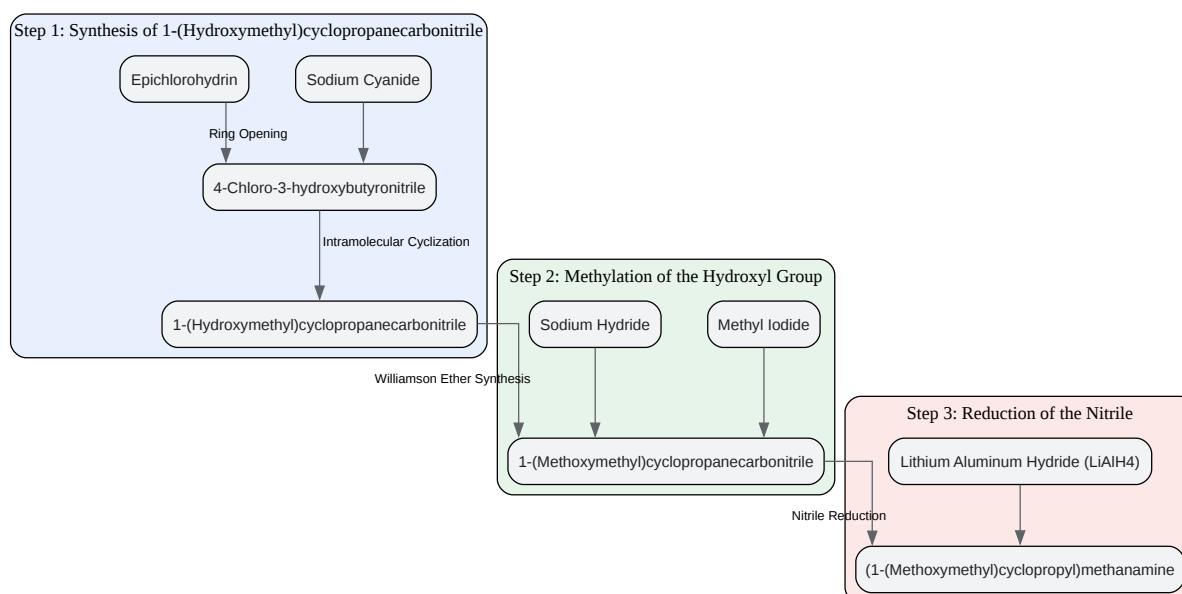 Step 1: Synthesis of 1-(Hydroxymethyl)cyclopropanecarbonitrile
Epichlorohydrin
Sodium Cyanide
Ring Opening
4-Chloro-3-hydroxybutyronitrile
Intramolecular Cyclization
1-(Hydroxymethyl)cyclopropanecarbonitrile
Step 2: Methylation of the Hydroxyl Group
Sodium Hydride
Methyl Iodide
Williamson Ether Synthesis
1-(Methoxymethyl)cyclopropanecarbonitrile
Step 3: Reduction of the Nitrile
Lithium Aluminum Hydride (LiAlH4)
Nitrile Reduction
(1-(Methoxymethyl)cyclopropyl)methanamine